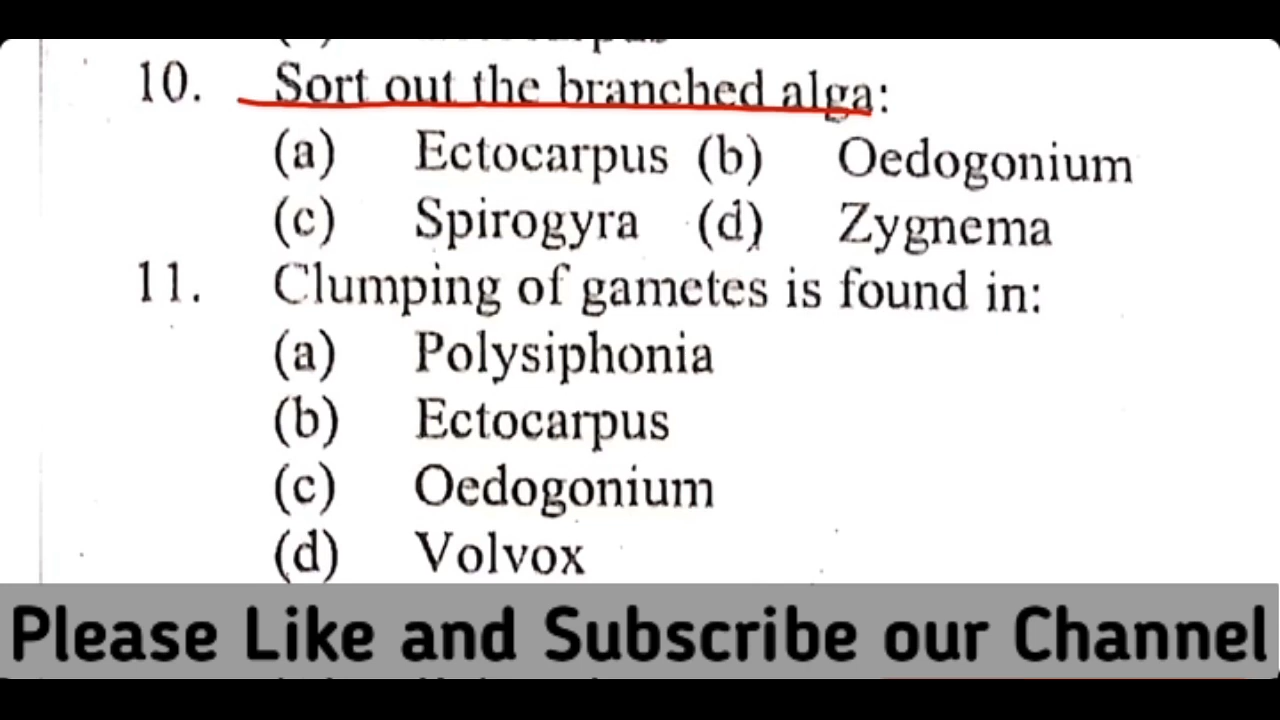 10. Sort out the branched alga:
(a) Ectocarpus (b) Oedogonium
(c) Spirogyra (d) Zygnema
11. Clumping of gametes is found in:
(a) Polysiphonia
(b) Ectocarpus
(c) Oedogonium
(d) Volvox
Please Like and Subscribe our Channel